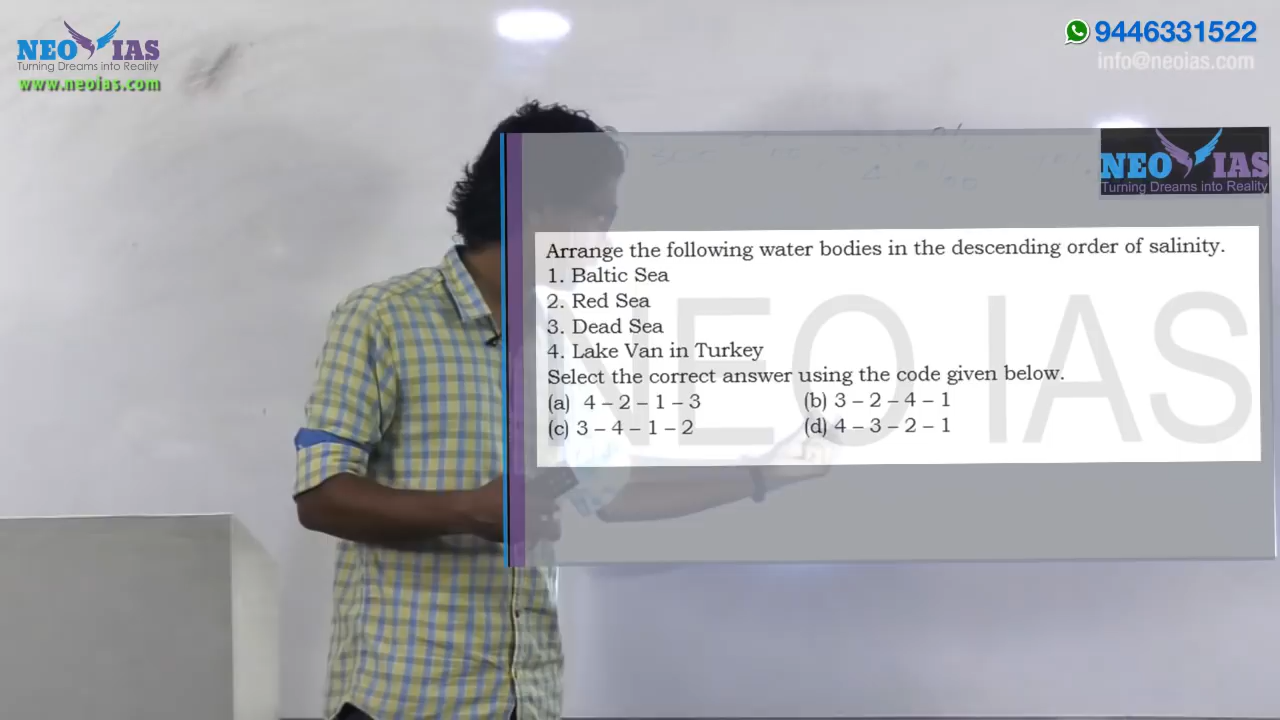 NEO IAS
Turning Dreams into Reality
www.neoias.com
9446331522
info@neoias.com
NEO IAS
Turning Dreams into Reality
Arrange the following water bodies in the descending order of salinity.
1. Baltic Sea
2. Red Sea
3. Dead Sea
4. Lake Van in Turkey
Select the correct answer using the code given below.
(a) 4 – 2 – 1 – 3 (b) 3 – 2 – 4 – 1
(c) 3 – 4 – 1 – 2 (d) 4 – 3 – 2 – 1
NEO IAS